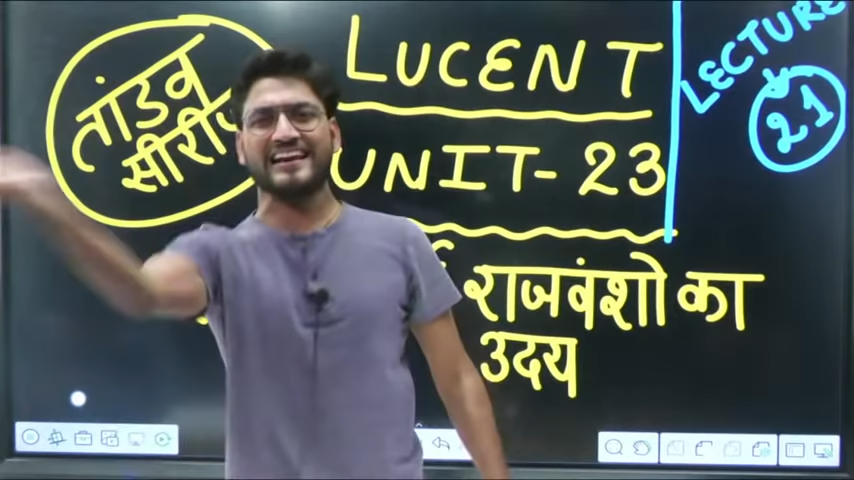 तांडव
सीरीज
LUCENT
UNIT-23
राजवंशो का
उदय
LECTURE
21